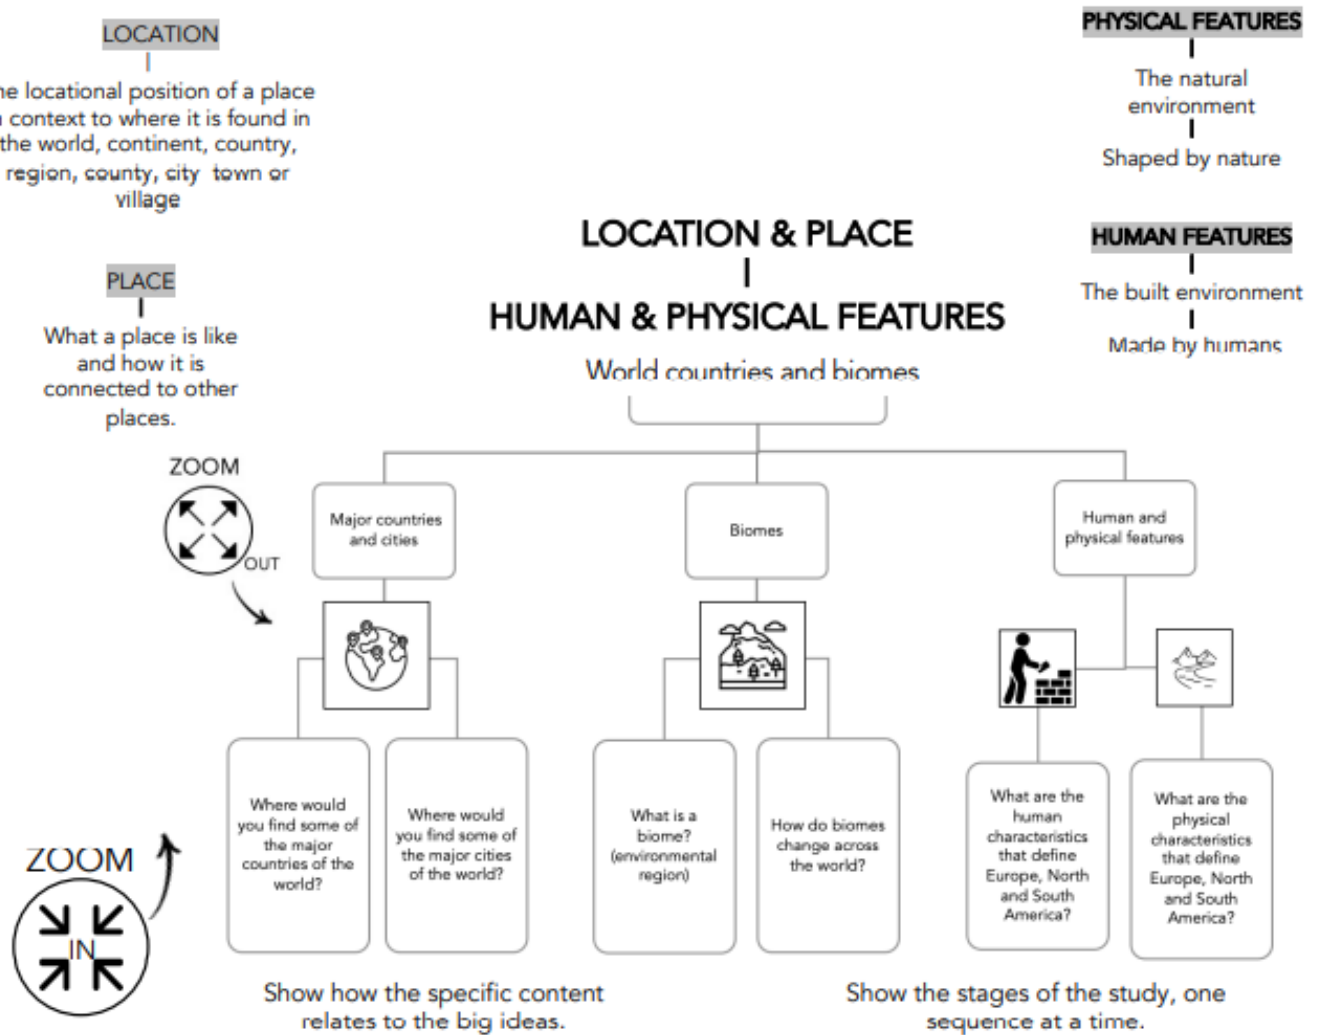 LOCATION
he locational position of a place
context to where it is found in
the world, continent, country,
region, county, city town or
village
PLACE
What a place is like
and how it is
connected to other
places.
PHYSICAL FEATURES
The natural
environment
Shaped by nature
HUMAN FEATURES
The built environment
Made by humans
LOCATION & PLACE
HUMAN & PHYSICAL FEATURES
World countries and biomes
ZOOM
OUT
Major countries
and cities
Biomes
Human and
physical features
Where would
you find some of
the major
countries of the
world?
Where would
you find some of
the major cities
of the world?
What is a
biome?
(environmental
region)
How do biomes
change across
the world?
What are the
human
characteristics
that define
Europe, North
and South
America?
What are the
physical
characteristics
that define
Europe, North
and South
America?
ZOOM
IN
Show how the specific content
relates to the big ideas.
Show the stages of the study, one
sequence at a time.